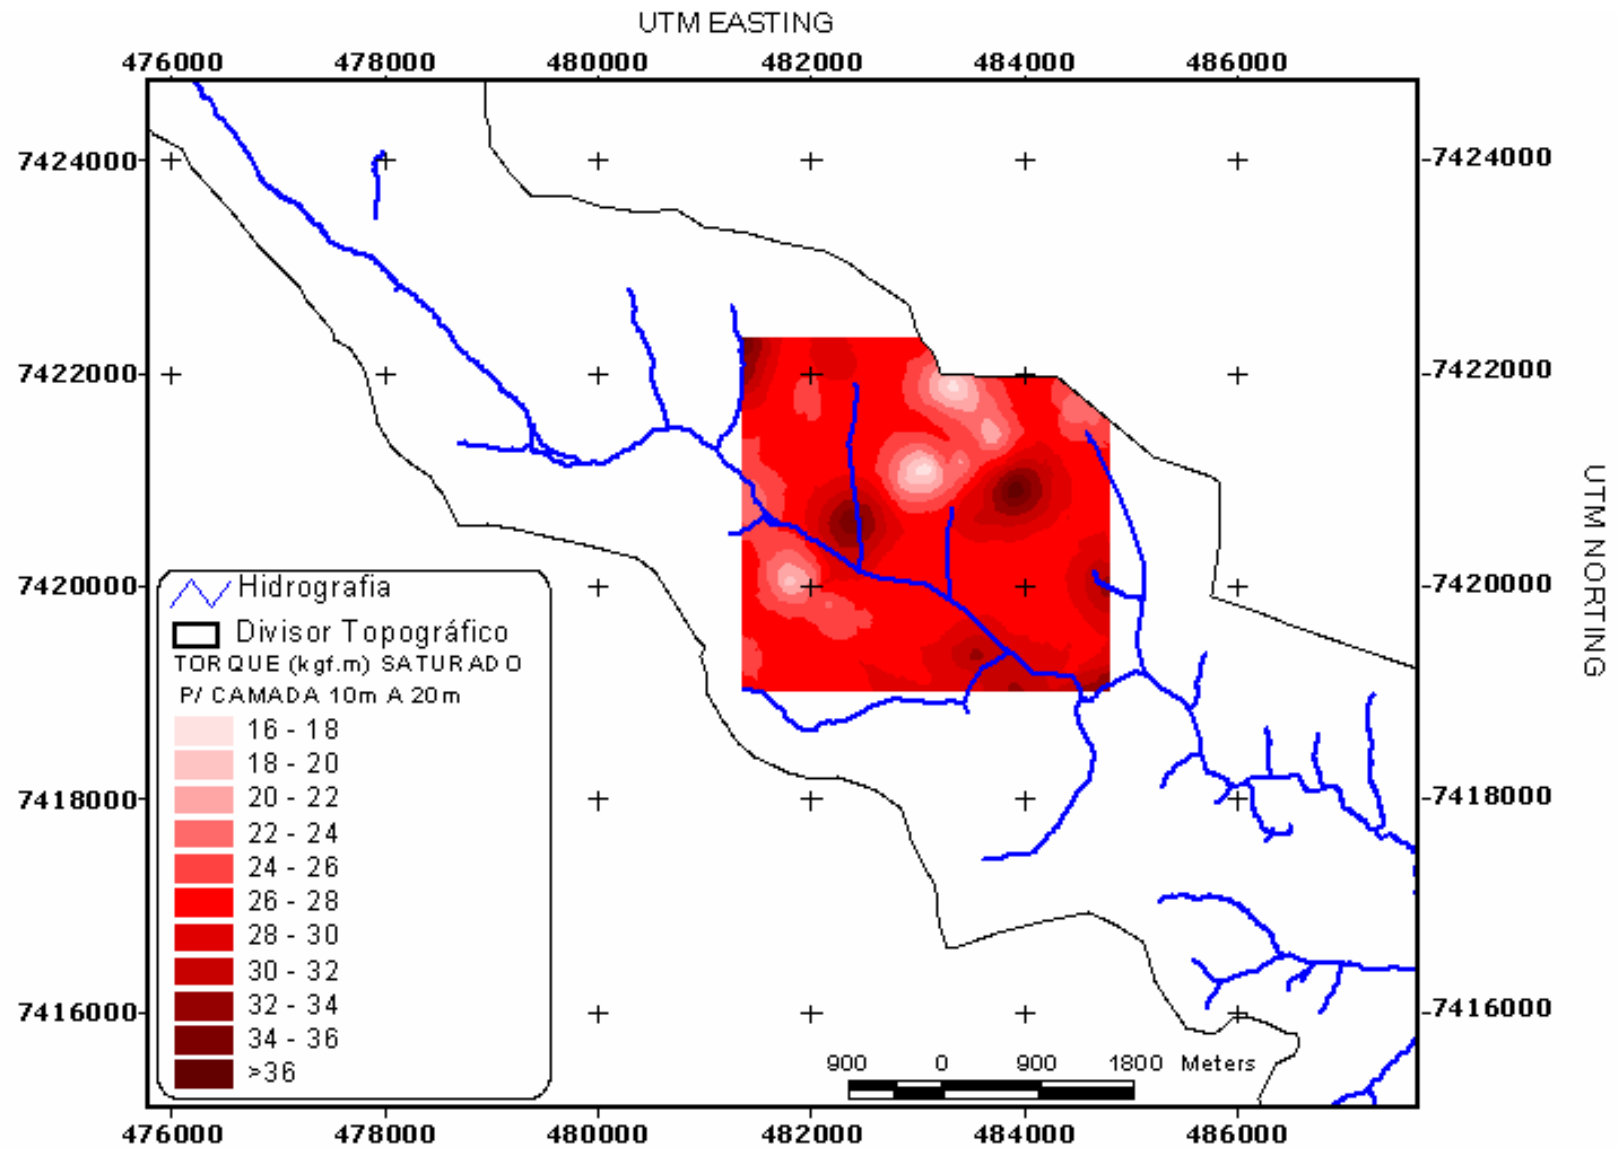 UTM EASTING
476000 478000 480000 482000 484000 486000
7424000 7424000
7422000 7422000
7420000 7420000
7418000 7418000
7416000 7416000
UTM NORTING
Hidrografia
Divisor Topográfico
TORQUE (kgf.m) SATURADO
P/ CAMADA 10m A 20m
16 - 18
18 - 20
20 - 22
22 - 24
24 - 26
26 - 28
28 - 30
30 - 32
32 - 34
34 - 36
>36
900 0 900 1800 Meters
476000 478000 480000 482000 484000 486000